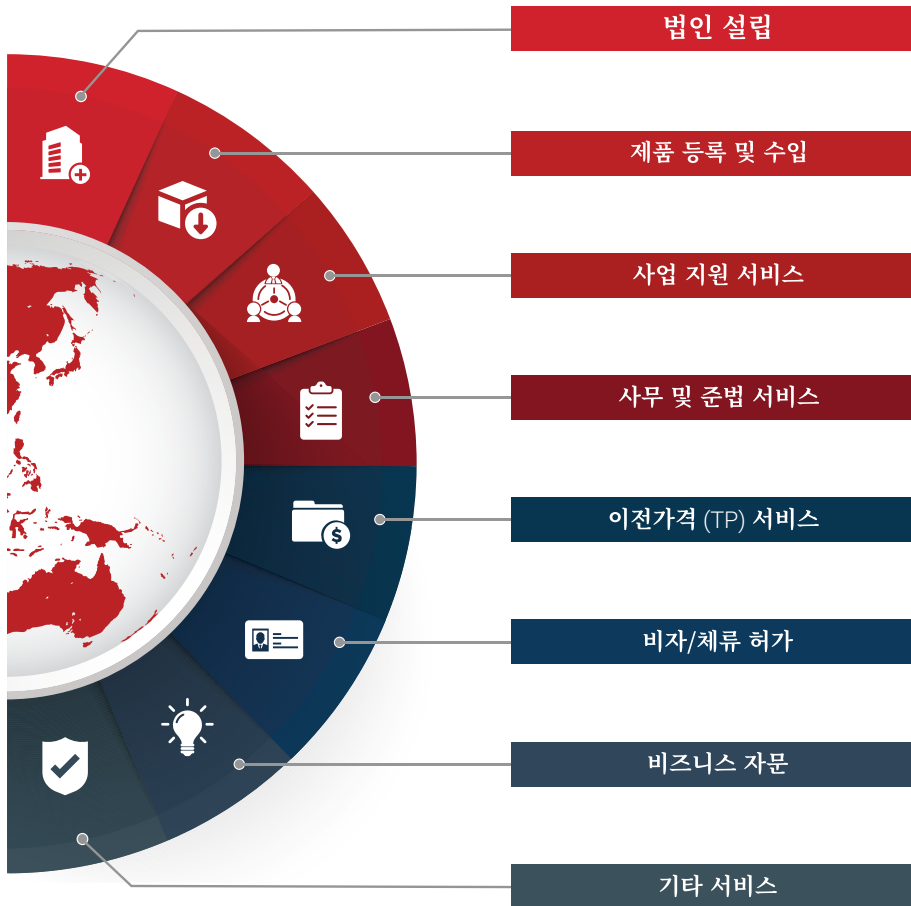 법인 설립
제품 등록 및 수입
사업 지원 서비스
사무 및 준법 서비스
이전가격 (TP) 서비스
비자/체류 허가
비즈니스 자문
기타 서비스